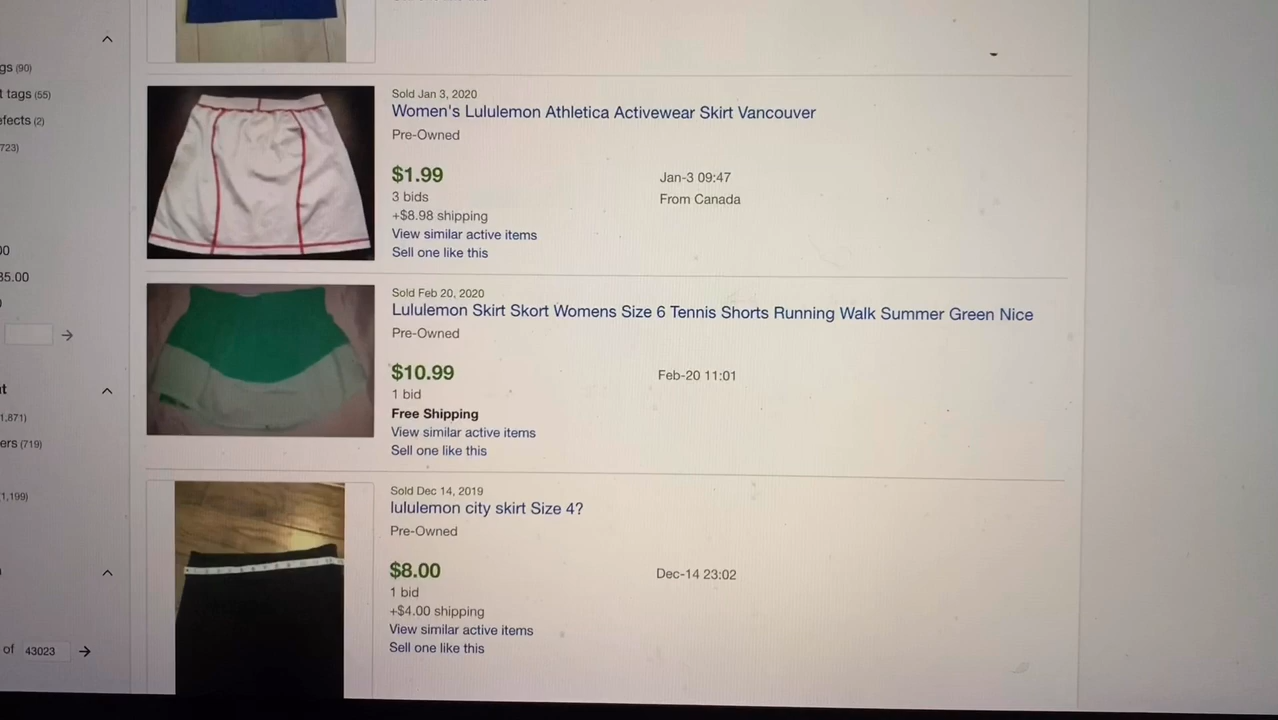 gs (90)
t tags (55)
efects (2)
723)
00
85.00
1,871)
ers (719)
1,199)
of 43023
Sold Jan 3, 2020
Women's Lululemon Athletica Activewear Skirt Vancouver
Pre-Owned
$1.99
Jan-3 09:47
3 bids
From Canada
+$8.98 shipping
View similar active items
Sell one like this
Sold Feb 20, 2020
Lululemon Skirt Skort Womens Size 6 Tennis Shorts Running Walk Summer Green Nice
Pre-Owned
$10.99
Feb-20 11:01
1 bid
Free Shipping
View similar active items
Sell one like this
Sold Dec 14, 2019
lululemon city skirt Size 4?
Pre-Owned
$8.00
Dec-14 23:02
1 bid
+$4.00 shipping
View similar active items
Sell one like this